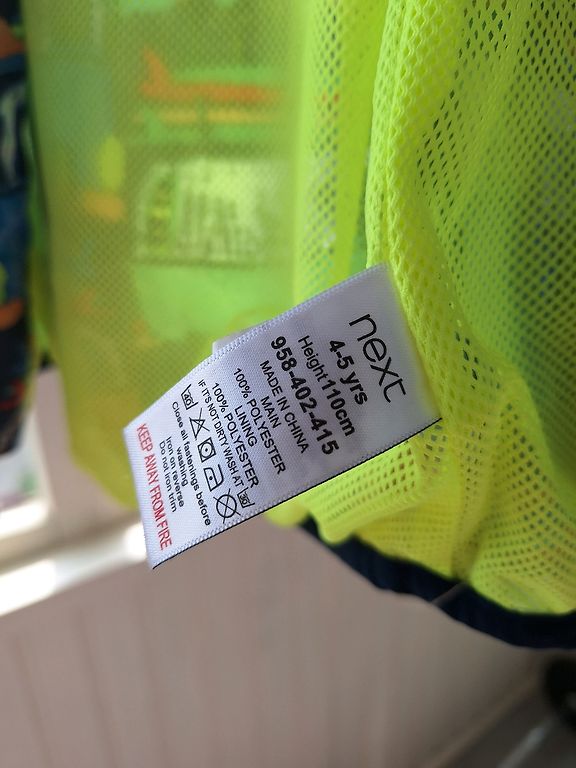 next
4-5 yrs
Height 110cm
958-402-415
MADE IN CHINA
MAIN
100% POLYESTER
LINING
100% POLYESTER
IF IT'S NOT DIRTY WASH AT
Close all fastenings before
washing
Iron on reverse
Do not iron trim
KEEP AWAY FROM FIRE